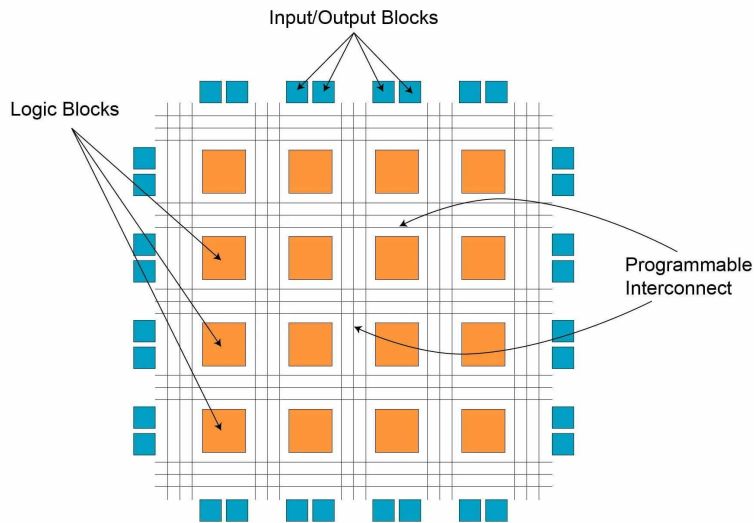 Input/Output Blocks
Logic Blocks
Programmable
Interconnect